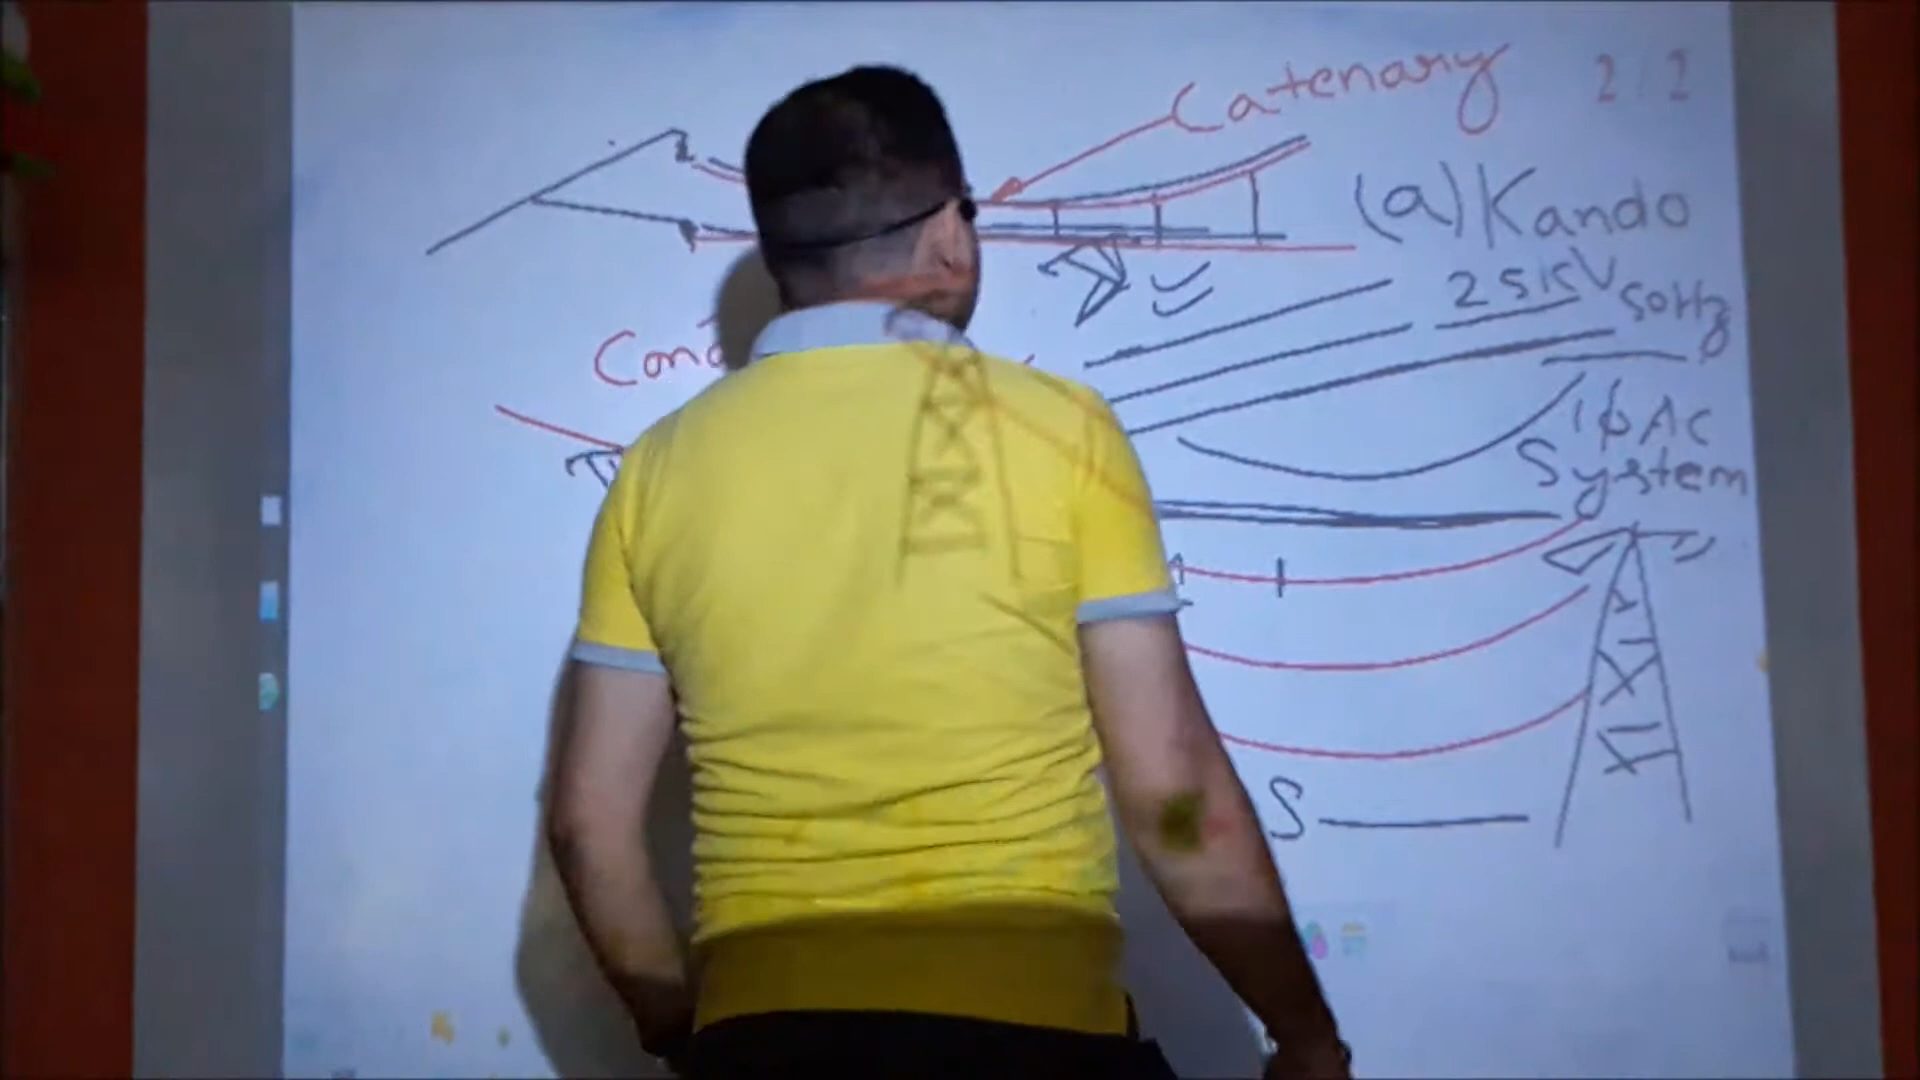 Catenary
2/2
(a) Kando
25KV 50Hz
1φ AC
System
S